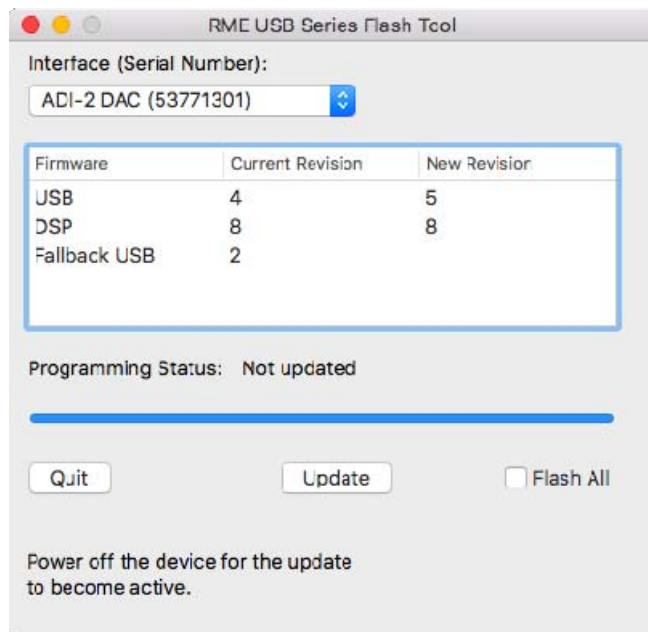 RME USB Series Flash Tool
Interface (Serial Number):
ADI-2 DAC (53771301)
Firmware Current Revision New Revision
USB 4 5
DSP 8 8
Fallback USB 2
Programming Status: Not updated
Quit Update Flash All
Power off the device for the update
to become active.